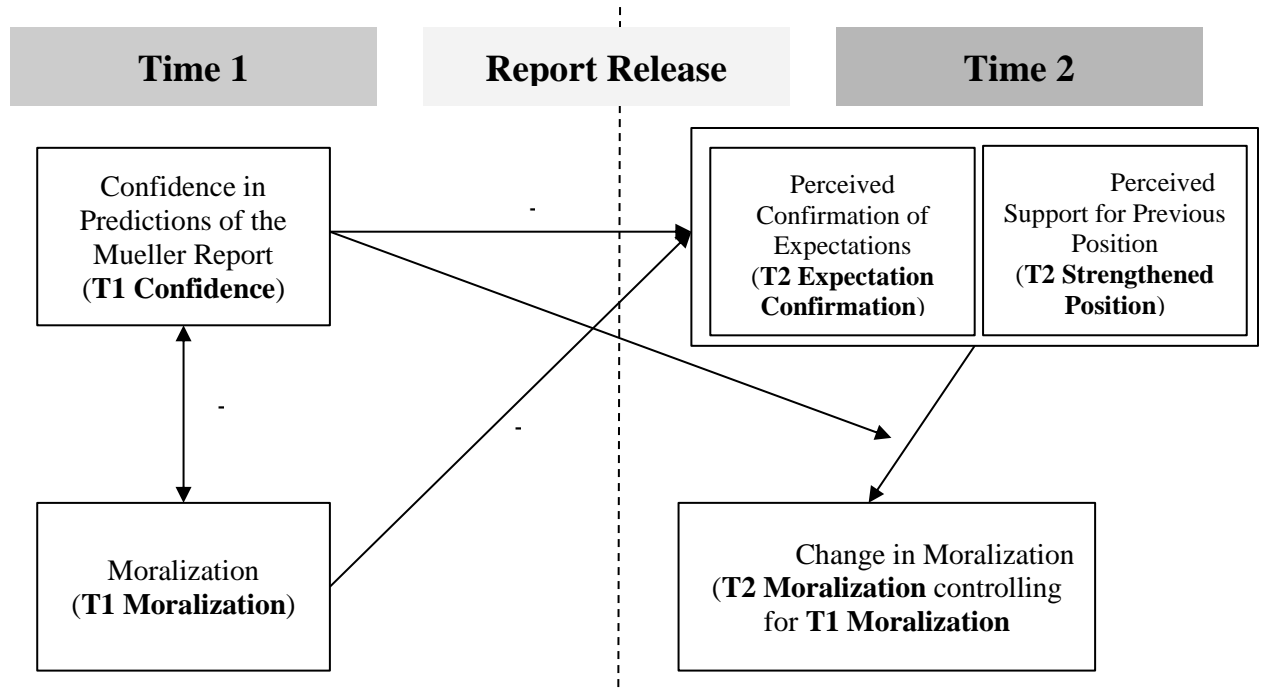 Time 1
Report Release
Time 2
Confidence in
Predictions of the
Mueller Report
(T1 Confidence)
-
Perceived
Confirmation of
Expectations
(T2 Expectation
Confirmation)
Perceived
Support for Previous
Position
(T2 Strengthened
Position)
-
-
Moralization
(T1 Moralization)
Change in Moralization
(T2 Moralization controlling
for T1 Moralization